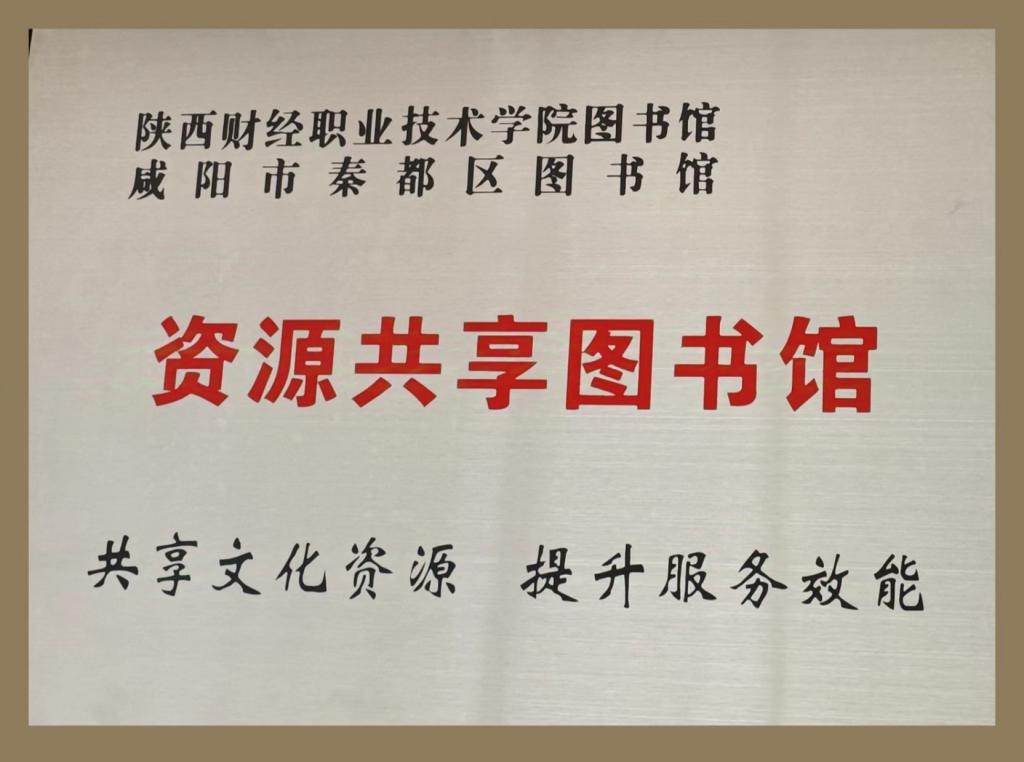 陕西财经职业技术学院图书馆
咸阳市秦都区图书馆
资源共享图书馆
共享文化资源 提升服务效能